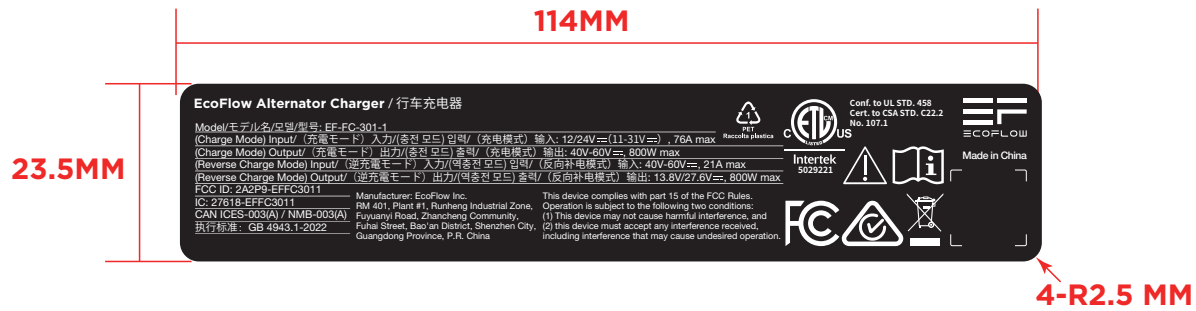 114MM
23.5MM
EcoFlow Alternator Charger / 行车充电器
Model/モデル名/모델/型号: EF-FC-301-1
(Charge Mode) Input/（充電モード）入力/(충전 모드) 입력/（充电模式）输入: 12/24V⎓(11-31V⎓) , 76A max
(Charge Mode) Output/（充電モード）出力/(충전 모드) 출력/（充电模式）输出: 40V-60V⎓, 800W max
(Reverse Charge Mode) Input/（逆充電モード）入力/(역충전 모드) 입력/（反向补电模式）输入: 40V-60V⎓, 21A max
(Reverse Charge Mode) Output/（逆充電モード）出力/(역충전 모드) 출력/（反向补电模式）输出: 13.8V/27.6V⎓, 800W max
FCC ID: 2A2P9-EFFC3011
IC: 27618-EFFC3011
CAN ICES-003(A) / NMB-003(A)
执行标准：GB 4943.1-2022
Manufacturer: EcoFlow Inc.
RM 401, Plant #1, Runheng Industrial Zone,
Fuyuanyi Road, Zhancheng Community,
Fuhai Street, Bao'an District, Shenzhen City,
Guangdong Province, P.R. China
This device complies with part 15 of the FCC Rules.
Operation is subject to the following two conditions:
(1) This device may not cause harmful interference, and
(2) this device must accept any interference received,
including interference that may cause undesired operation.
1
PET
Raccolta plastica
C ETL CM US
LISTED
Intertek
5029221
Conf. to UL STD. 458
Cert. to CSA STD. C22.2
No. 107.1
EF
ECOFLOW
Made in China
FC
4-R2.5 MM